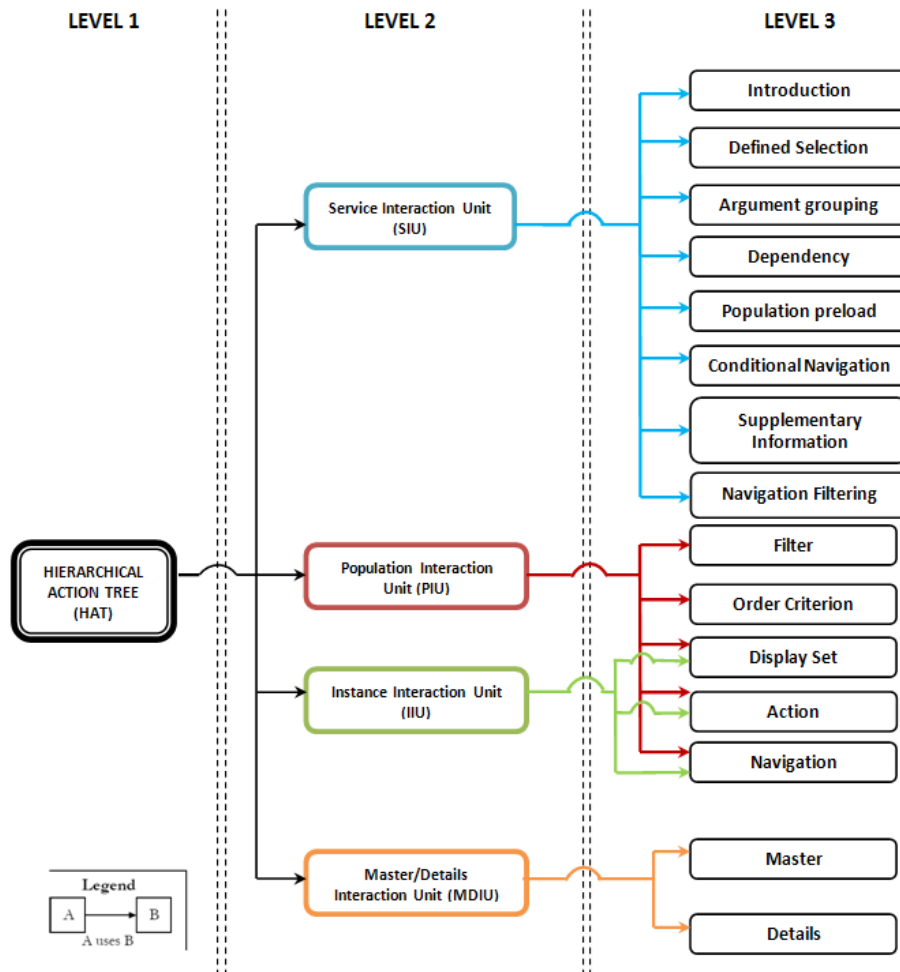 LEVEL 1
LEVEL 2
LEVEL 3
HIERARCHICAL
ACTION TREE
(HAT)
Service Interaction Unit
(SIU)
Population Interaction
Unit (PIU)
Instance Interaction Unit
(IIU)
Master/Details
Interaction Unit (MDIU)
Introduction
Defined Selection
Argument grouping
Dependency
Population preload
Conditional Navigation
Supplementary
Information
Navigation Filtering
Filter
Order Criterion
Display Set
Action
Navigation
Master
Details
Legend
A
B
A uses B